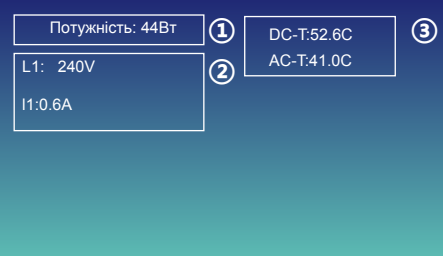 Потужність: 44Вт
①
L1: 240V
I1:0.6A
②
DC-T:52.6C
AC-T:41.0C
③